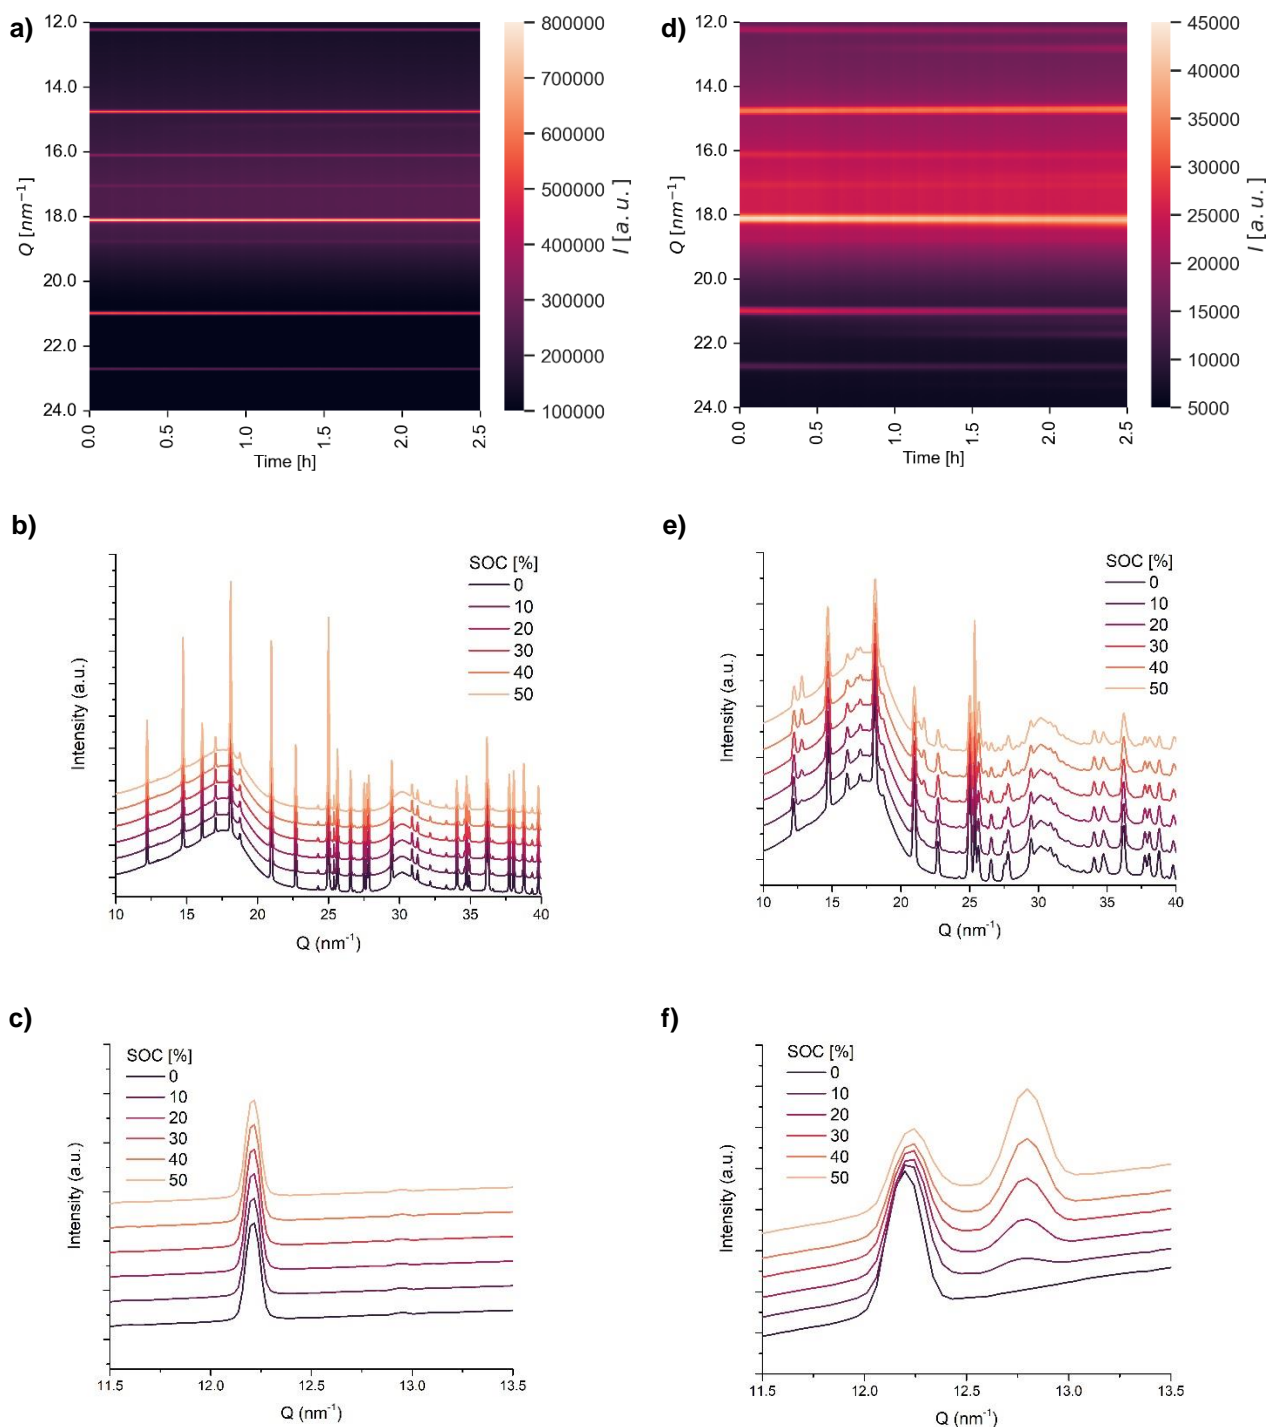 a)
12.0
14.0
16.0
18.0
20.0
22.0
24.0
Q [nm⁻¹]
0.0 0.5 1.0 1.5 2.0 2.5
Time [h]
800000
700000
600000
500000
400000
300000
200000
100000
I [a. u.]
d)
12.0
14.0
16.0
18.0
20.0
22.0
24.0
Q [nm⁻¹]
0.0 0.5 1.0 1.5 2.0 2.5
Time [h]
45000
40000
35000
30000
25000
20000
15000
10000
5000
I [a. u.]
b)
Intensity (a.u.)
SOC [%]
0
10
20
30
40
50
10 15 20 25 30 35 40
Q (nm⁻¹)
e)
Intensity (a.u.)
SOC [%]
0
10
20
30
40
50
10 15 20 25 30 35 40
Q (nm⁻¹)
c)
Intensity (a.u.)
SOC [%]
0
10
20
30
40
50
11.5 12.0 12.5 13.0 13.5
Q (nm⁻¹)
f)
Intensity (a.u.)
SOC [%]
0
10
20
30
40
50
11.5 12.0 12.5 13.0 13.5
Q (nm⁻¹)